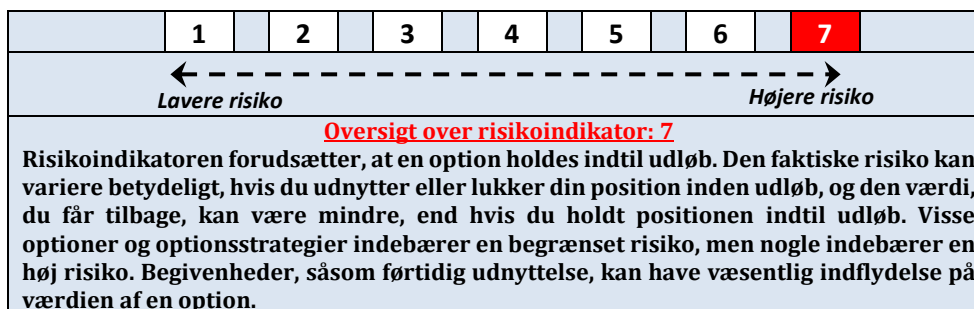 1 2 3 4 5 6 7
Lavere risiko Højere risiko
Oversigt over risikoindikator: 7
Risikoindikatoren forudsætter, at en option holdes indtil udløb. Den faktiske risiko kan
variere betydeligt, hvis du udnytter eller lukker din position inden udløb, og den værdi,
du får tilbage, kan være mindre, end hvis du holdt positionen indtil udløb. Visse
optioner og optionsstrategier indebærer en begrænset risiko, men nogle indebærer en
høj risiko. Begivenheder, såsom førtidig udnyttelse, kan have væsentlig indflydelse på
værdien af en option.